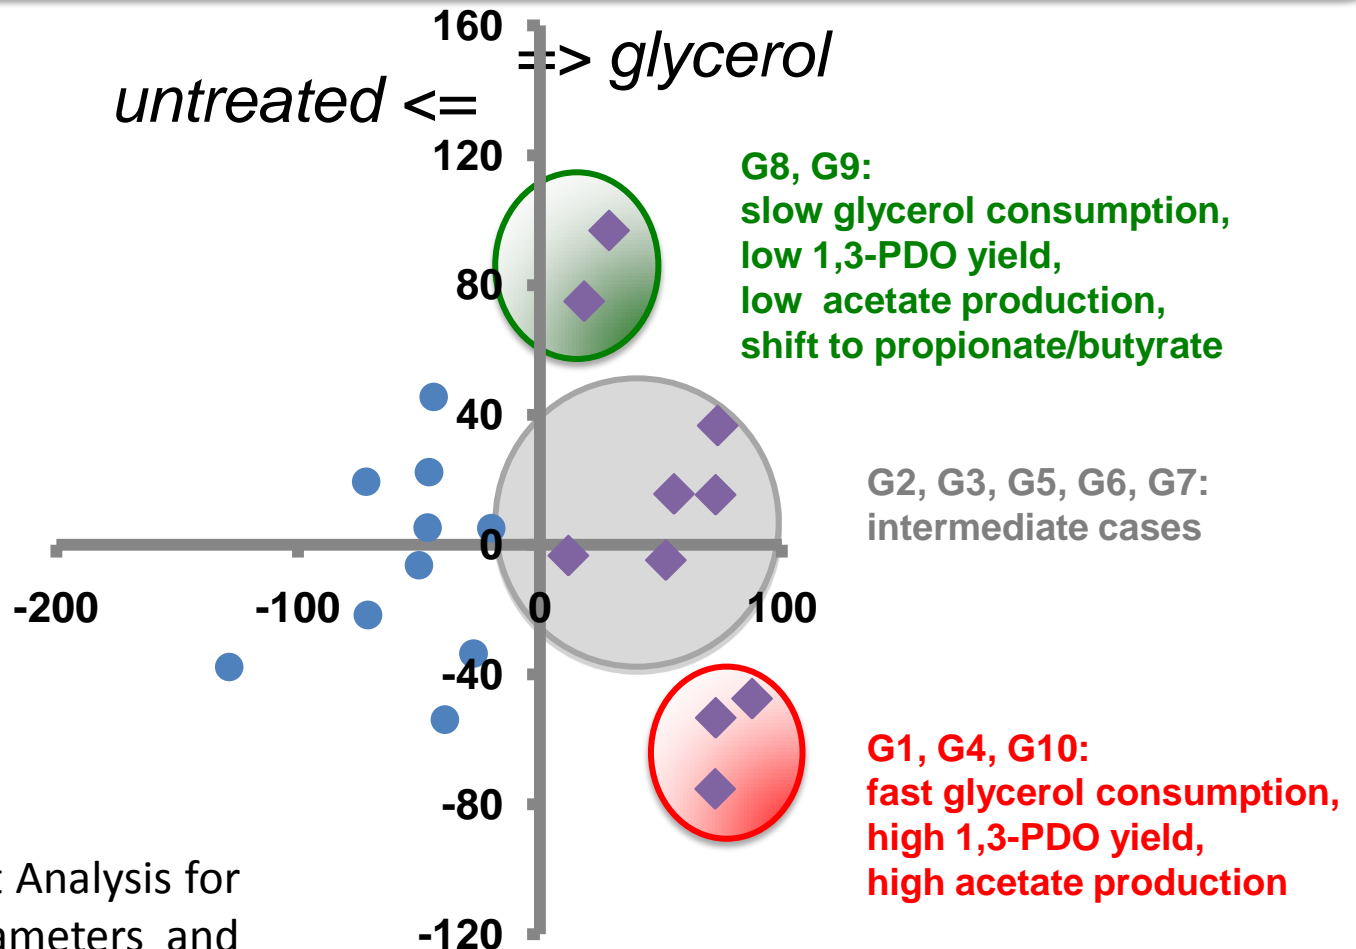 160
=> glycerol
untreated <=
120
G8, G9:
slow glycerol consumption,
low 1,3-PDO yield,
low  acetate production,
shift to propionate/butyrate
80
40
G2, G3, G5, G6, G7:
intermediate cases
0
-200 -100 0 100
-40
G1, G4, G10:
fast glycerol consumption,
high 1,3-PDO yield,
high acetate production
-80
Analysis for
and
-120